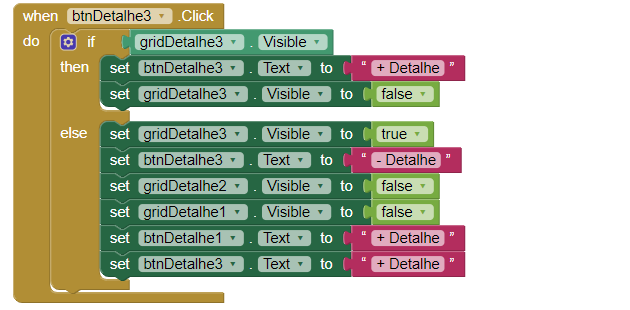 when btnDetalhe3 .Click
do if gridDetalhe3 . Visible
then set btnDetalhe3 . Text to “ + Detalhe ”
set gridDetalhe3 . Visible to false
else set gridDetalhe3 . Visible to true
set btnDetalhe3 . Text to “ - Detalhe ”
set gridDetalhe2 . Visible to false
set gridDetalhe1 . Visible to false
set btnDetalhe1 . Text to “ + Detalhe ”
set btnDetalhe3 . Text to “ + Detalhe ”